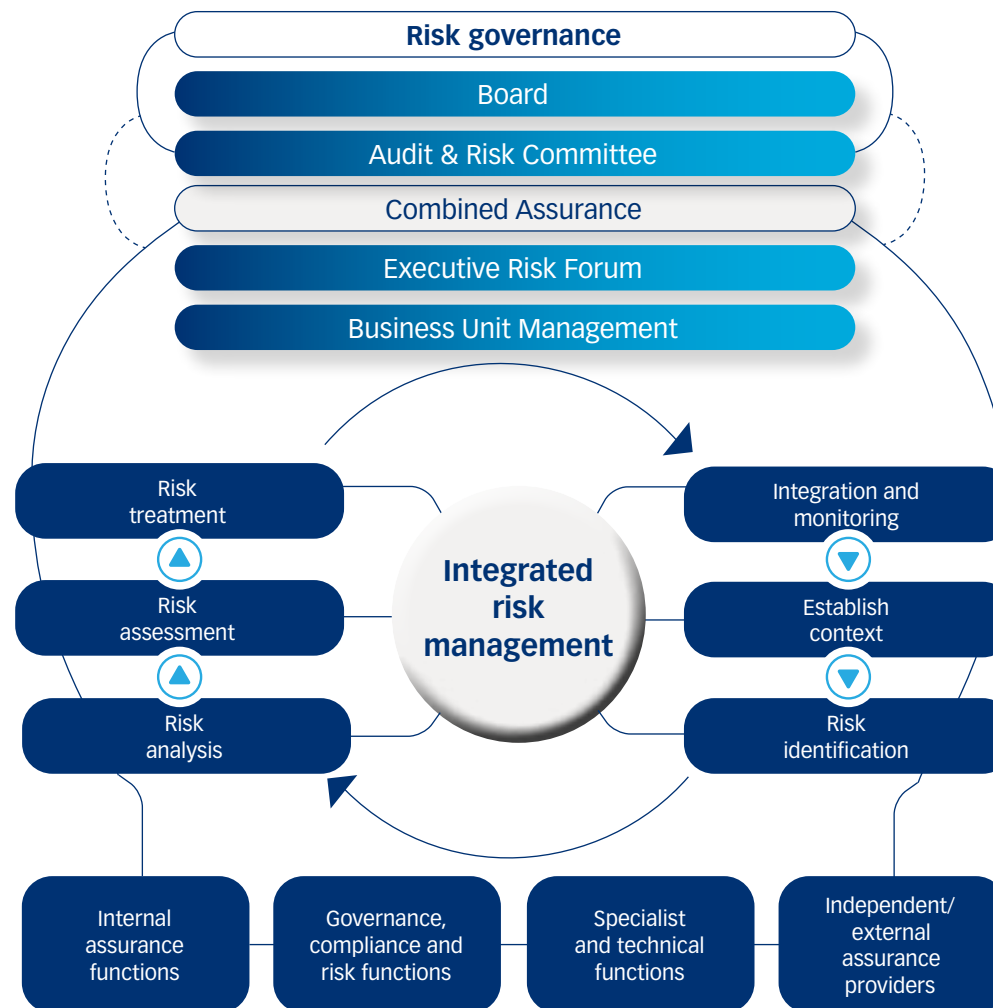 Risk governance
Board
Audit & Risk Committee
Combined Assurance
Executive Risk Forum
Business Unit Management
Risk
treatment
Risk
assessment
Risk
analysis
Integrated
risk
management
Integration and
monitoring
Establish
context
Risk
identification
Internal
assurance
functions
Governance,
compliance and
risk functions
Specialist
and technical
functions
Independent/
external
assurance
providers